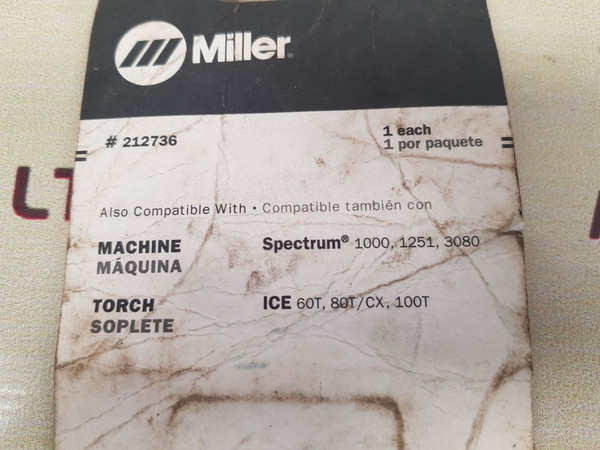 Miller®
# 212736
1 each
1 por paquete
Also Compatible With • Compatible también con
MACHINE
MÁQUINA
Spectrum® 1000, 1251, 3080
TORCH
SOPLETE
ICE 60T, 80T/CX, 100T
LT